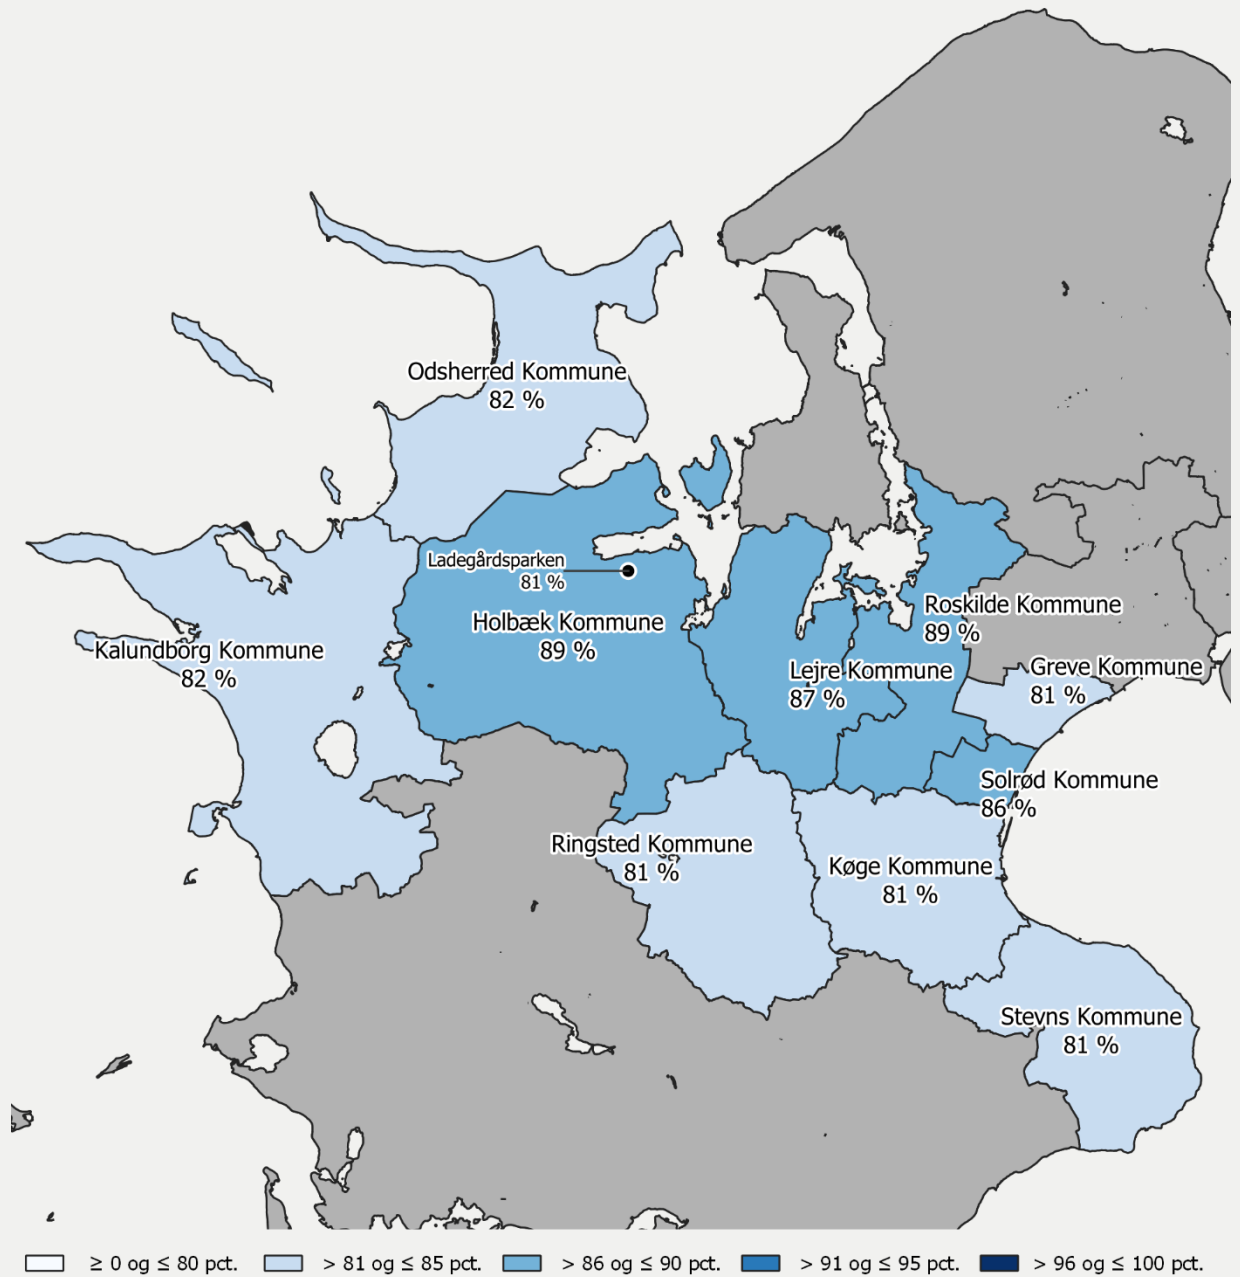 Odsherred Kommune
82 %
Ladegårdsparken
81 %
Holbæk Kommune
89 %
Roskilde Kommune
89 %
Kalundborg Kommune
82 %
Lejre Kommune
87 %
Greve Kommune
81 %
Solrød Kommune
86 %
Ringsted Kommune
81 %
Køge Kommune
81 %
Stevns Kommune
81 %
≥ 0 og ≤ 80 pct.
> 81 og ≤ 85 pct.
> 86 og ≤ 90 pct.
> 91 og ≤ 95 pct.
> 96 og ≤ 100 pct.